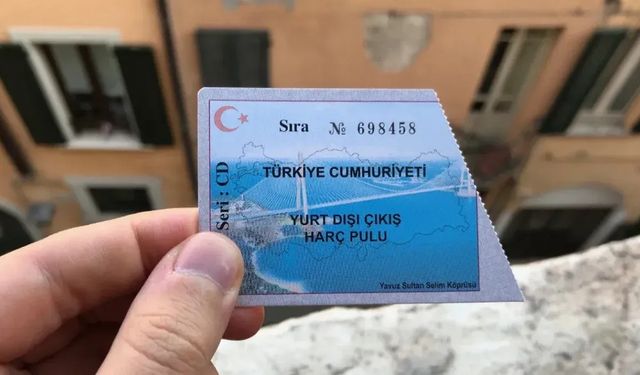 Sıra № 698458
Seri : CD
TÜRKİYE CUMHURİYETİ
YURT DIŞI ÇIKIŞ
HARÇ PULU
Yavuz Sultan Selim Köprüsü